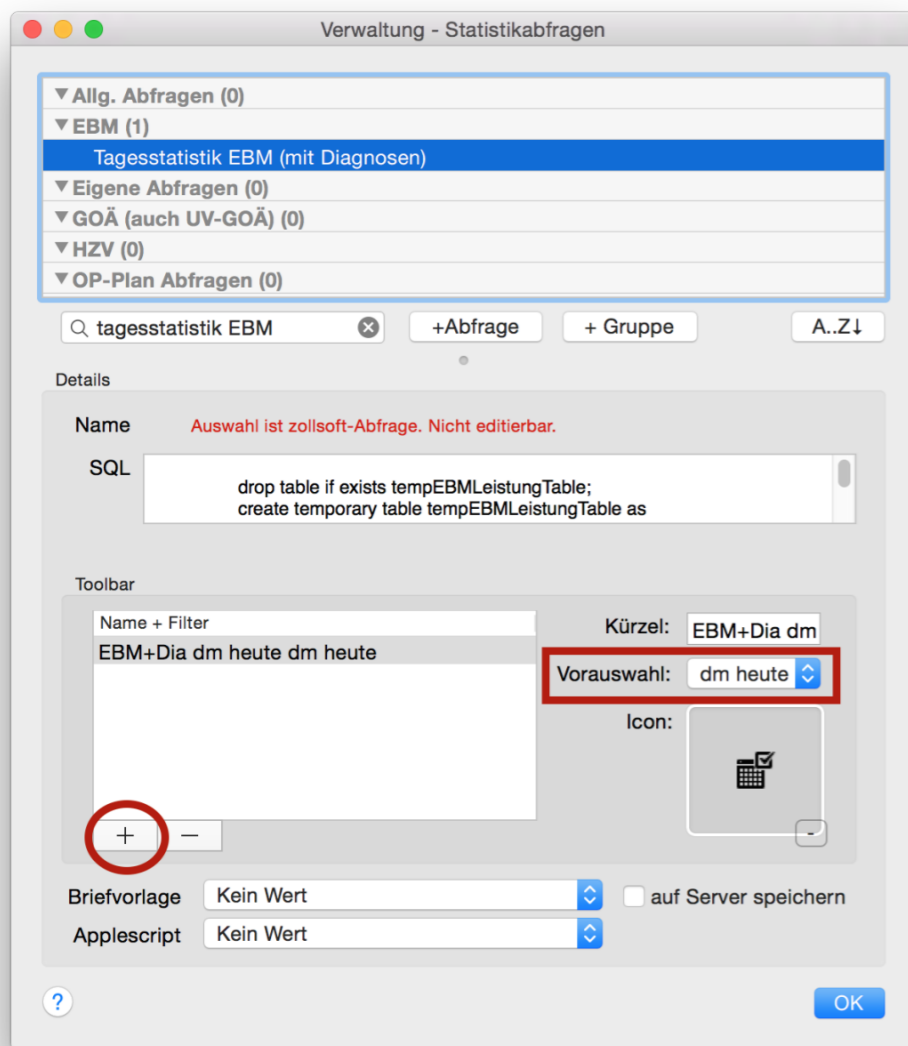 Verwaltung - Statistikabfragen
Allg. Abfragen (0)
EBM (1)
Tagesstatistik EBM (mit Diagnosen)
Eigene Abfragen (0)
GOÄ (auch UV-GOÄ) (0)
HZV (0)
OP-Plan Abfragen (0)
tagesstatistik EBM +Abfrage + Gruppe A..Z↓
Details
Name Auswahl ist zollsoft-Abfrage. Nicht editierbar.
SQL
drop table if exists tempEBMLeistungTable;
create temporary table tempEBMLeistungTable as
Toolbar
Name + Filter
EBM+Dia dm heute dm heute
Kürzel: EBM+Dia dm
Vorauswahl: dm heute
Icon:
+ −
-
Briefvorlage Kein Wert auf Server speichern
Applescript Kein Wert
? OK